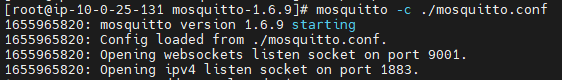 [root@ip-10-0-25-131 mosquitto-1.6.9]# mosquitto -c ./mosquitto.conf
1655965820: mosquitto version 1.6.9 starting
1655965820: Config loaded from ./mosquitto.conf.
1655965820: Opening websockets listen socket on port 9001.
1655965820: Opening ipv4 listen socket on port 1883.